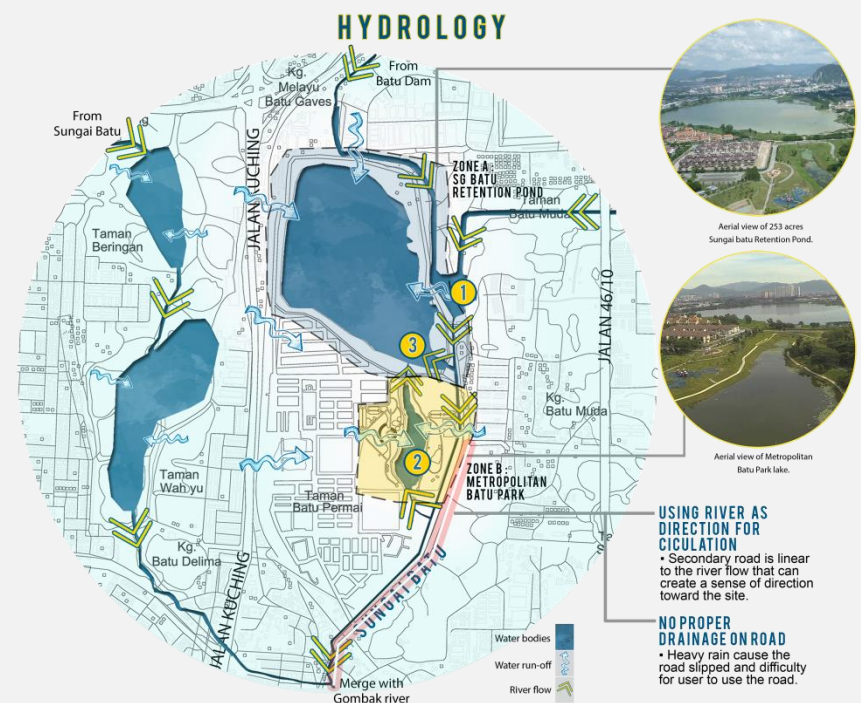 HYDROLOGY
From
Batu Dam
Kg.
Melayu
Batu Gaves
From
Sungai Batu
JALAN KUCHING
ZONE A :
SG BATU
RETENTION POND
Taman
Batu Muda
Taman
Beringan
JALAN 46/10
1
3
2
Kg.
Batu Muda
ZONE B :
METROPOLITAN
BATU PARK
Taman
Wahyu
Taman
Batu Permai
Kg.
Batu Delima
JALAN KUCHING
SUNGAI BATU
Merge with
Gombak river
Water bodies
Water run-off
River flow
Aerial view of 253 acres
Sungai batu Retention Pond.
Aerial view of Metropolitan
Batu Park lake.
USING RIVER AS
DIRECTION FOR
CICULATION
• Secondary road is linear
to the river flow that can
create a sense of direction
toward the site.
NO PROPER
DRAINAGE ON ROAD
• Heavy rain cause the
road slipped and difficulty
for user to use the road.